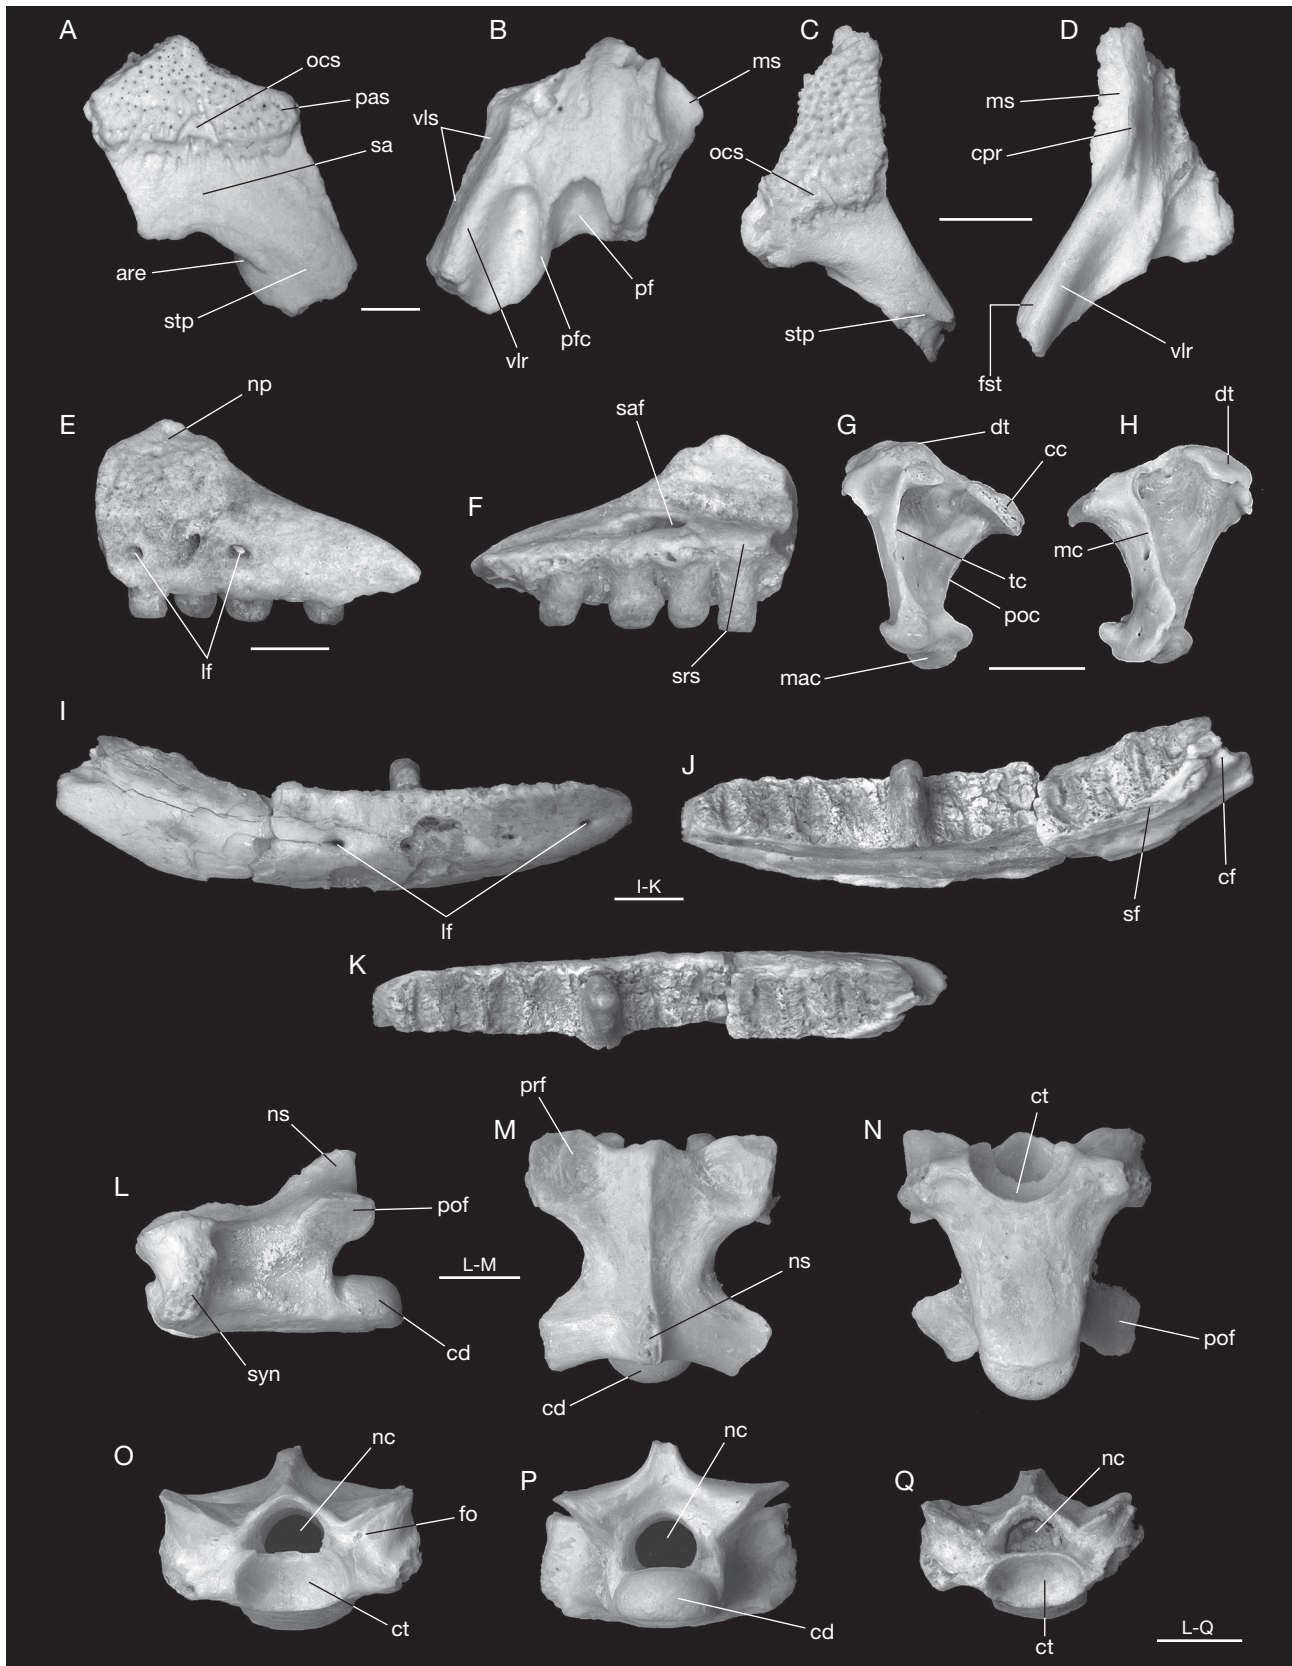 A
B
C
D
ocs
ms
pas
vls
ms
sa
cpr
ocs
are
pf
stp
stp
pfc
vlr
vlr
fst
np
dt
saf
E
G
dt
H
cc
F
mc
tc
poc
lf
srs
mac
I
J
I-K
cf
sf
lf
K
prf
ct
ns
M
N
L
pof
L-M
ns
pof
cd
syn
cd
nc
nc
O
nc
P
Q
fo
ct
cd
L-Q
ct